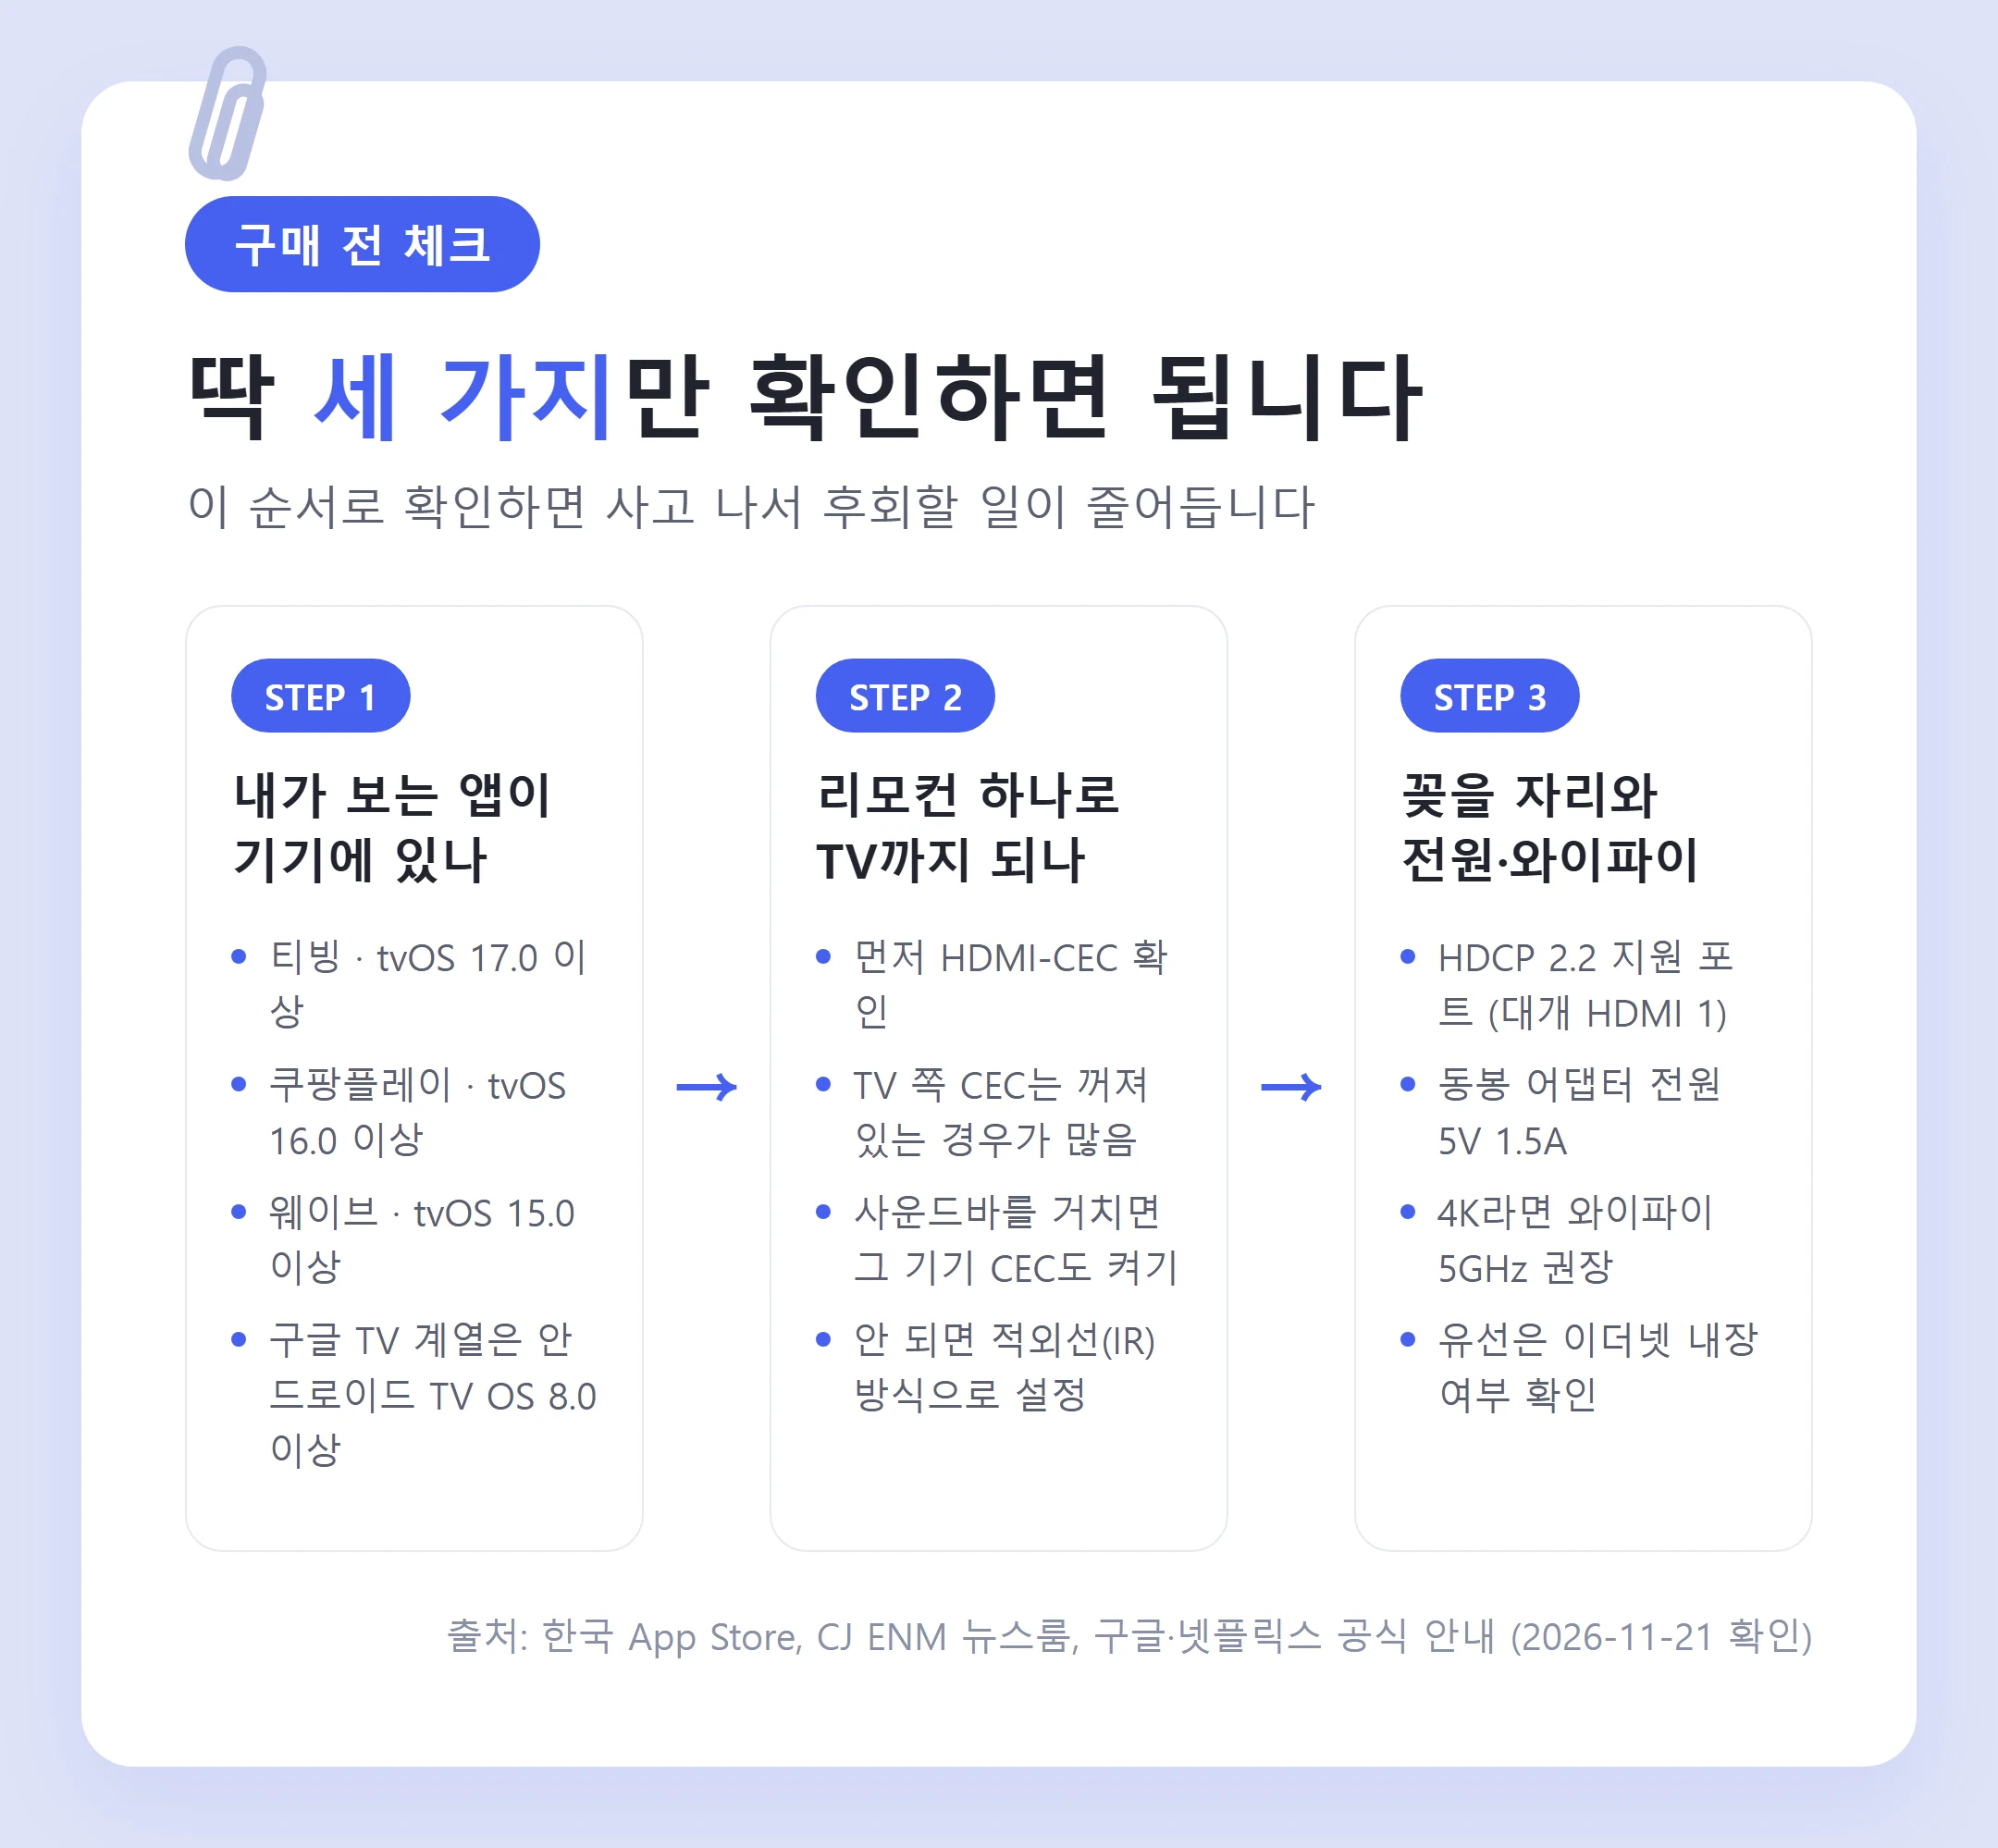 구매 전 체크
딱 세 가지만 확인하면 됩니다
이 순서로 확인하면 사고 나서 후회할 일이 줄어듭니다
STEP 1
내가 보는 앱이
기기에 있나
티빙 · tvOS 17.0 이
상
쿠팡플레이 · tvOS
16.0 이상
웨이브 · tvOS 15.0
이상
구글 TV 계열은 안
드로이드 TV OS 8.0
이상
→
STEP 2
리모컨 하나로
TV까지 되나
먼저 HDMI-CEC 확
인
TV 쪽 CEC는 꺼져
있는 경우가 많음
사운드바를 거치면
그 기기 CEC도 켜기
안 되면 적외선(IR)
방식으로 설정
→
STEP 3
꽂을 자리와
전원·와이파이
HDCP 2.2 지원 포
트 (대개 HDMI 1)
동봉 어댑터 전원
5V 1.5A
4K라면 와이파이
5GHz 권장
유선은 이더넷 내장
여부 확인
출처: 한국 App Store, CJ ENM 뉴스룸, 구글·넷플릭스 공식 안내 (2026-11-21 확인)